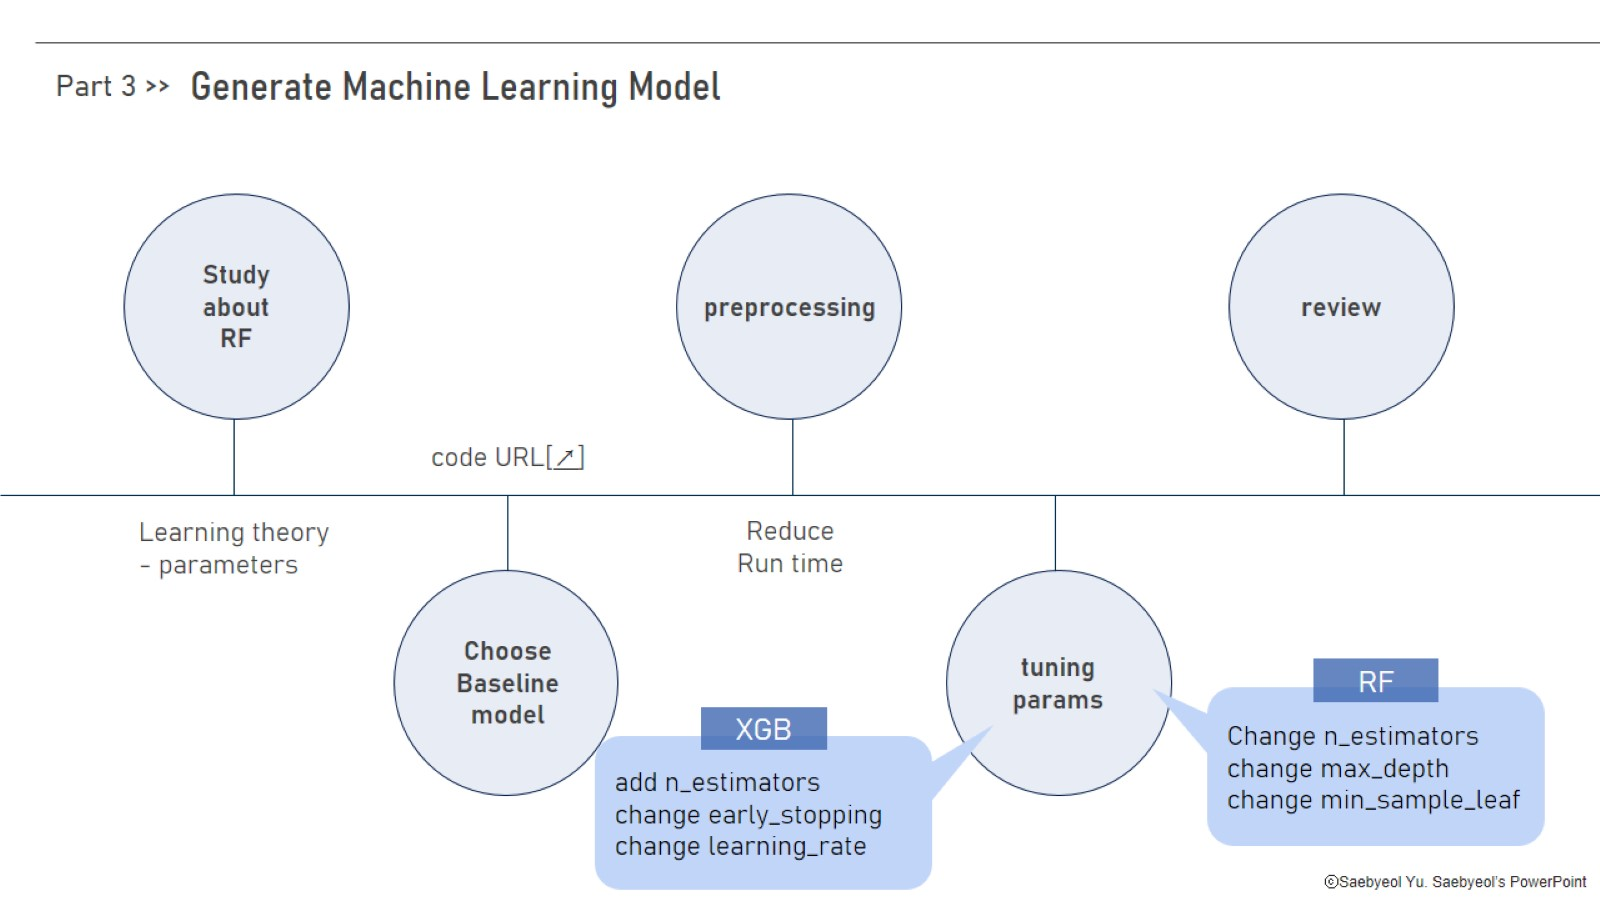 Part 3 >> Generate Machine Learning Model
Study
about
RF
preprocessing
review
code URL[↗]
Learning theory
- parameters
Reduce
Run time
Choose
Baseline
model
tuning
params
XGB
add n_estimators
change early_stopping
change learning_rate
RF
Change n_estimators
change max_depth
change min_sample_leaf
ⓒSaebyeol Yu. Saebyeol's PowerPoint